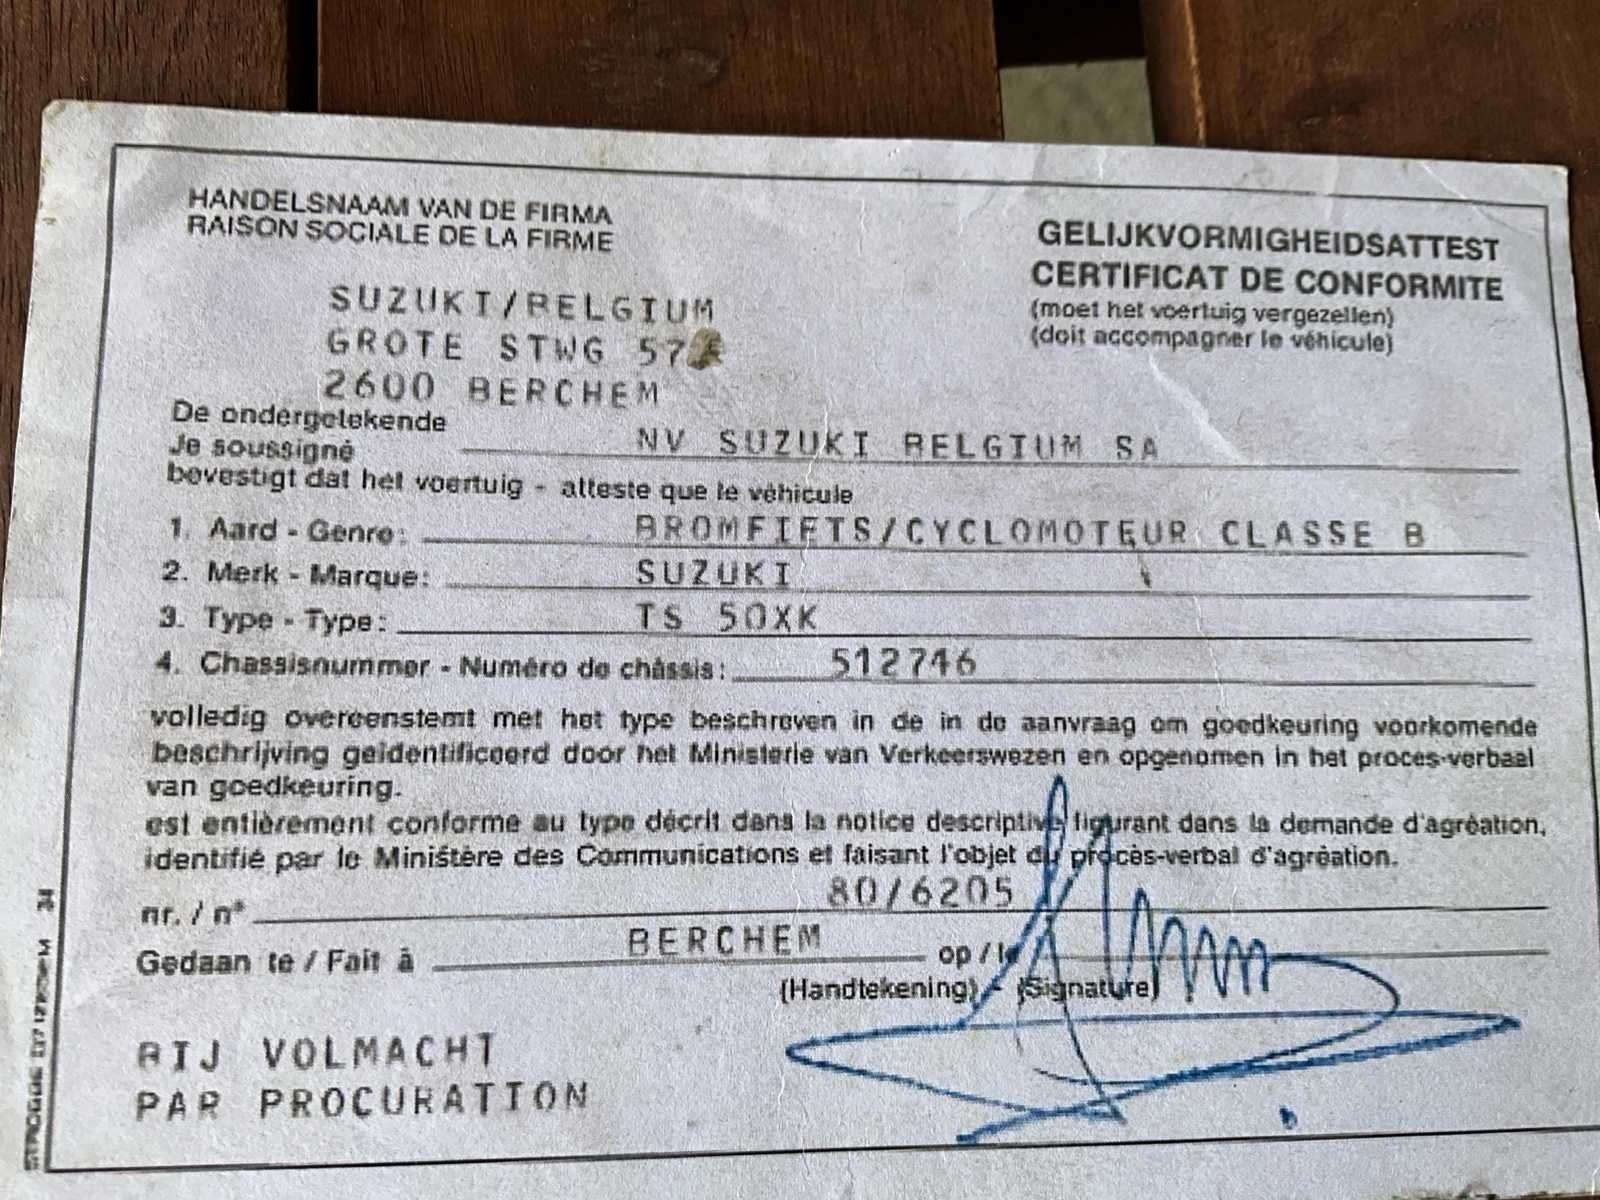 HANDELSNAAM VAN DE FIRMA
RAISON SOCIALE DE LA FIRME
GELIJKVORMIGHEIDSATTEST
CERTIFICAT DE CONFORMITE
(moet het voertuig vergezellen)
(doit accompagner le véhicule)
SUZUKI/BELGIUM
GROTE STWG 57
2600 BERCHEM
De ondergetekende
Je soussigné NV SUZUKI BELGIUM SA
bevestigt dat het voertuig - atteste que le véhicule
1. Aard - Genre: BROMFIETS/CYCLOMOTEUR CLASSE B
2. Merk - Marque: SUZUKI
3. Type - Type: TS 50XK
4. Chassisnummer - Numéro de châssis: 512746
volledig overeenstemt met het type beschreven in de in de aanvraag om goedkeuring voorkomende
beschrijving geïdentificeerd door het Ministerie van Verkeerswezen en opgenomen in het proces-verbaal
van goedkeuring.
est entièrement conforme au type décrit dans la notice descriptive figurant dans la demande d'agréation,
identifié par le Ministère des Communications et faisant l'objet du procès-verbal d'agréation.
nr. / n° 80/6205
Gedaan te / Fait à BERCHEM op / le
(Handtekening) - (Signature)
BIJ VOLMACHT
PAR PROCURATION